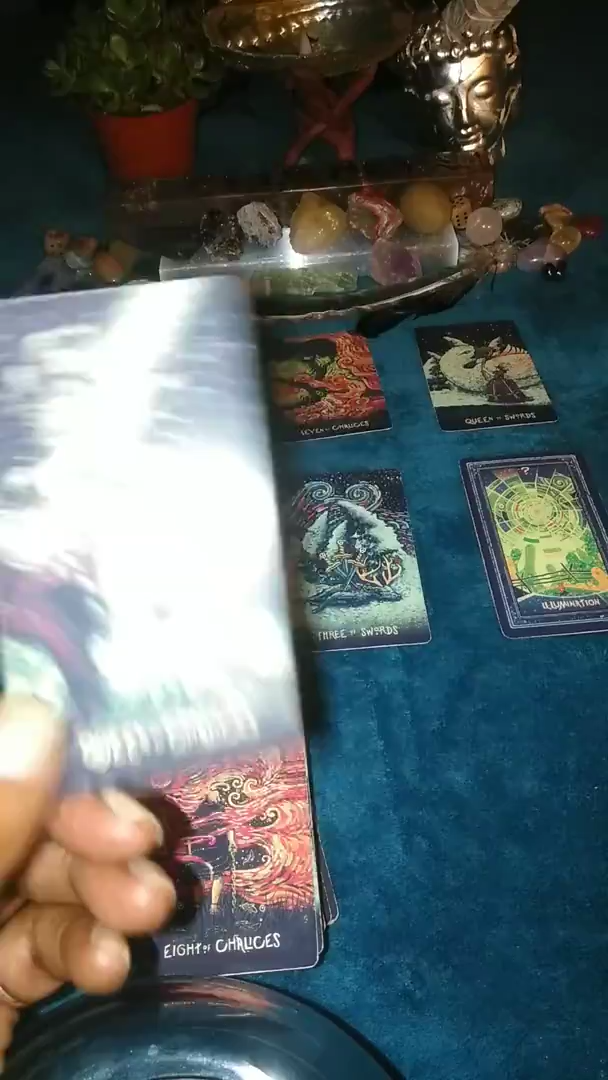 SEVEN OF CHALICES
QUEEN OF SWORDS
THREE OF SWORDS
?
ILLUMINATION
EIGHT OF CHALICES